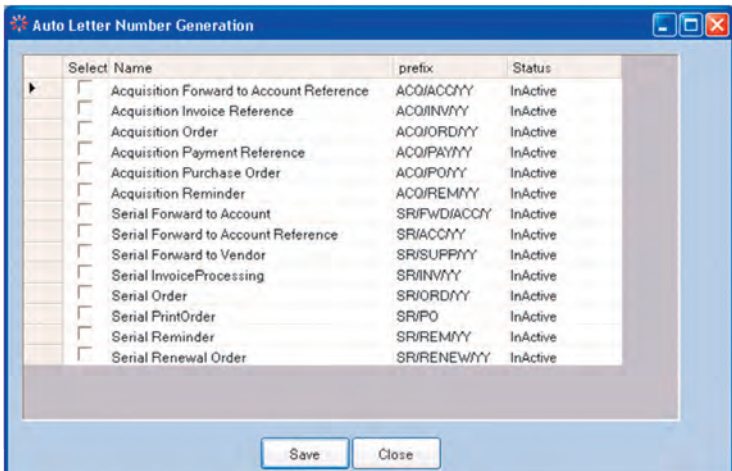 Auto Letter Number Generation
Select Name prefix Status
Acquisition Forward to Account Reference ACQ/ACC/YY InActive
Acquisition Invoice Reference ACQ/INV/YY InActive
Acquisition Order ACQ/ORD/YY InActive
Acquisition Payment Reference ACQ/PAY/YY InActive
Acquisition Purchase Order ACQ/PO/YY InActive
Acquisition Reminder ACQ/REM/YY InActive
Serial Forward to Account SR/FWD/ACC/Y InActive
Serial Forward to Account Reference SR/ACC/YY InActive
Serial Forward to Vendor SR/SUPP/YY InActive
Serial InvoiceProcessing SR/INV/YY InActive
Serial Order SR/ORD/YY InActive
Serial PrintOrder SR/PO InActive
Serial Reminder SR/REM/YY InActive
Serial Renewal Order SR/RENEW/YY InActive
Save Close